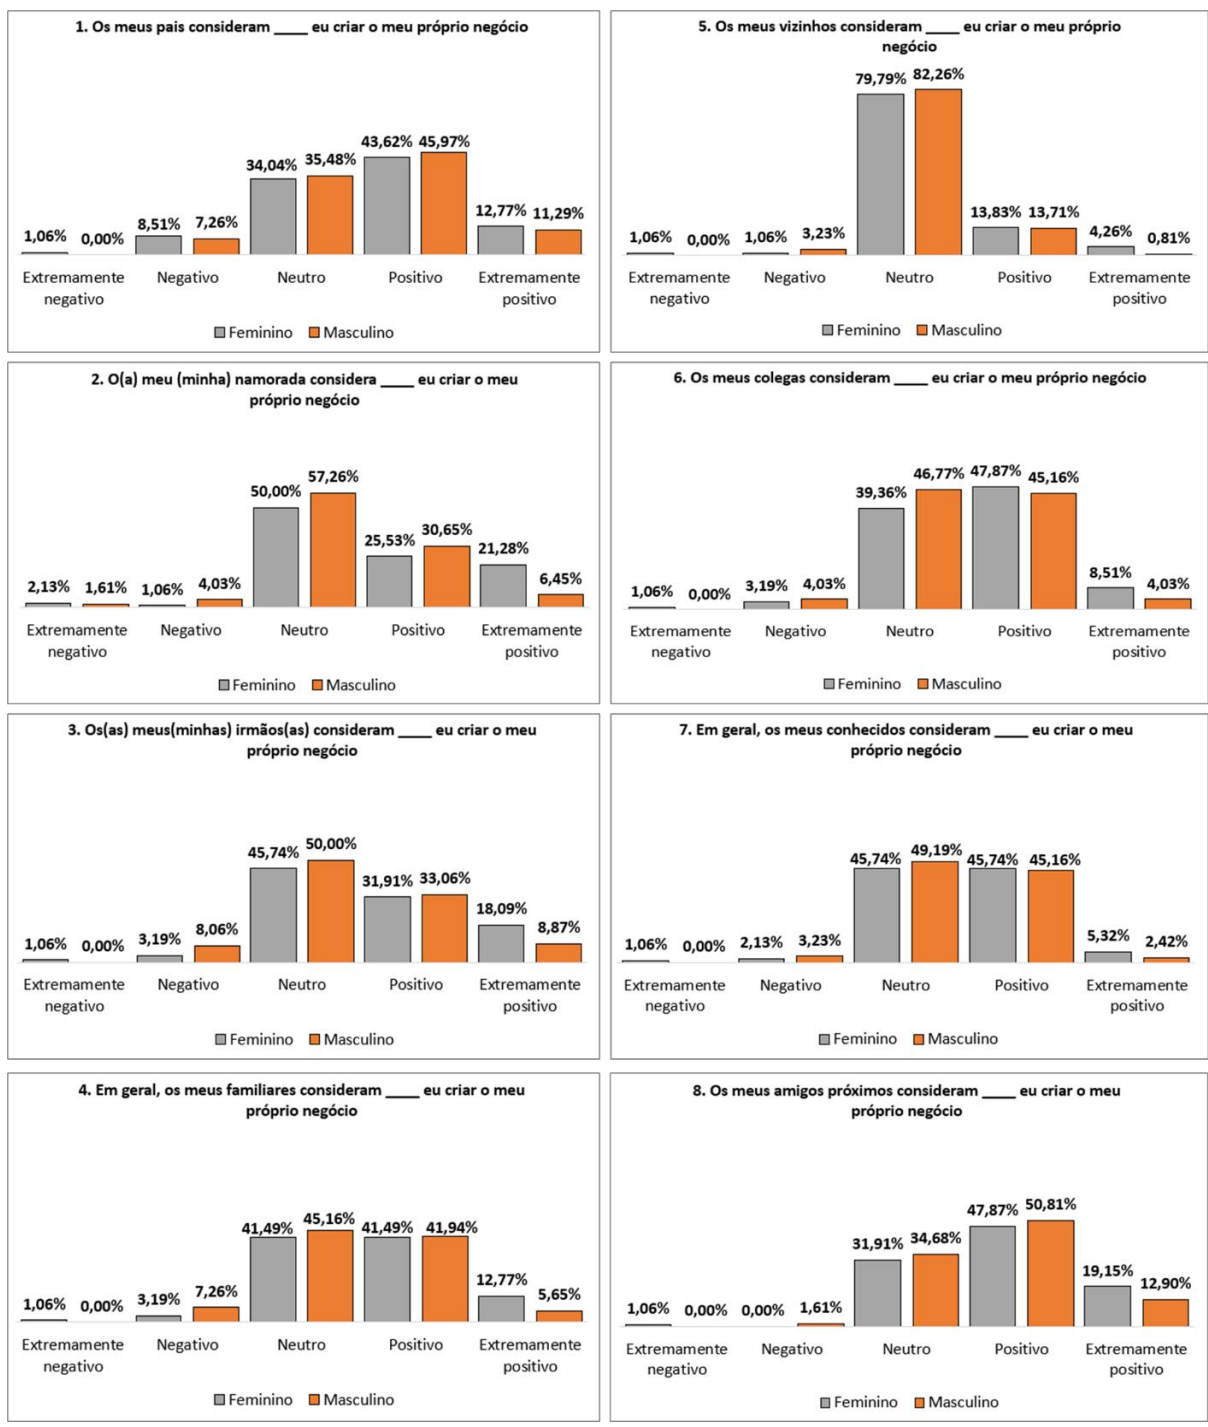 1. Os meus pais consideram ____ eu criar o meu próprio negócio
1,06% 0,00% 8,51% 7,26% 34,04% 35,48% 43,62% 45,97% 12,77% 11,29%
Extremamente negativo Negativo Neutro Positivo Extremamente positivo
Feminino Masculino
2. O(a) meu (minha) namorada considera ____ eu criar o meu
próprio negócio
2,13% 1,61% 1,06% 4,03% 50,00% 57,26% 25,53% 30,65% 21,28% 6,45%
Extremamente negativo Negativo Neutro Positivo Extremamente positivo
Feminino Masculino
3. Os(as) meus(minhas) irmãos(as) consideram ____ eu criar o meu
próprio negócio
1,06% 0,00% 3,19% 8,06% 45,74% 50,00% 31,91% 33,06% 18,09% 8,87%
Extremamente negativo Negativo Neutro Positivo Extremamente positivo
Feminino Masculino
4. Em geral, os meus familiares consideram ____ eu criar o meu
próprio negócio
1,06% 0,00% 3,19% 7,26% 41,49% 45,16% 41,49% 41,94% 12,77% 5,65%
Extremamente negativo Negativo Neutro Positivo Extremamente positivo
Feminino Masculino
5. Os meus vizinhos consideram ____ eu criar o meu próprio
negócio
1,06% 0,00% 1,06% 3,23% 79,79% 82,26% 13,83% 13,71% 4,26% 0,81%
Extremamente negativo Negativo Neutro Positivo Extremamente positivo
Feminino Masculino
6. Os meus colegas consideram ____ eu criar o meu próprio negócio
1,06% 0,00% 3,19% 4,03% 39,36% 46,77% 47,87% 45,16% 8,51% 4,03%
Extremamente negativo Negativo Neutro Positivo Extremamente positivo
Feminino Masculino
7. Em geral, os meus conhecidos consideram ____ eu criar o meu
próprio negócio
1,06% 0,00% 2,13% 3,23% 45,74% 49,19% 45,74% 45,16% 5,32% 2,42%
Extremamente negativo Negativo Neutro Positivo Extremamente positivo
Feminino Masculino
8. Os meus amigos próximos consideram ____ eu criar o meu
próprio negócio
1,06% 0,00% 0,00% 1,61% 31,91% 34,68% 47,87% 50,81% 19,15% 12,90%
Extremamente negativo Negativo Neutro Positivo Extremamente positivo
Feminino Masculino